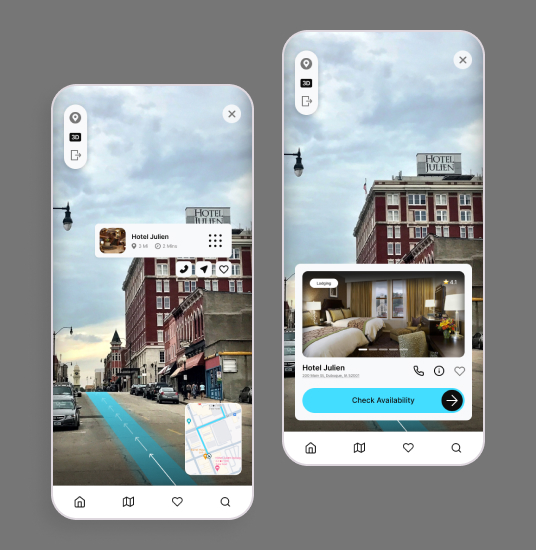 3D
HOTEL
JULIEN
Hotel Julien
.3 Mi
2 Mins
3D
HOTEL
JULIEN
Lodging
4.1
Hotel Julien
200 Main St, Dubuque, IA 52001
Check Availability